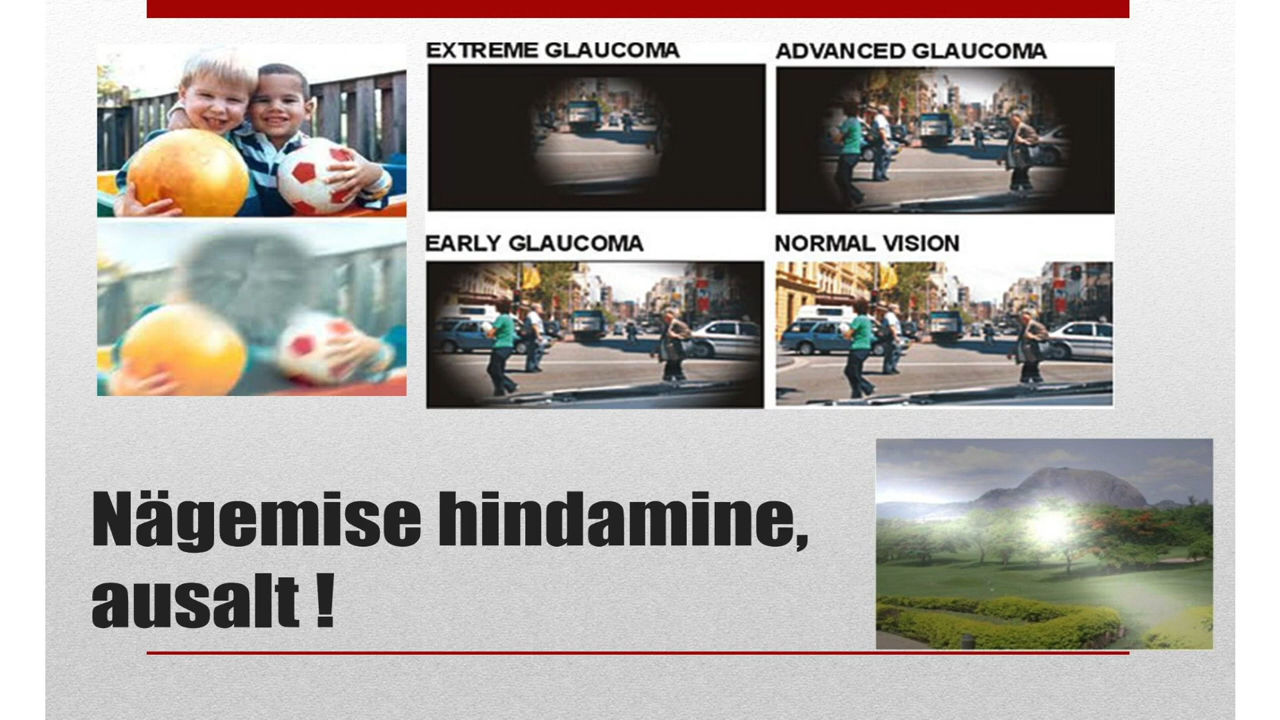 EXTREME GLAUCOMA
ADVANCED GLAUCOMA
EARLY GLAUCOMA
NORMAL VISION
Nägemise hindamine,
ausalt !